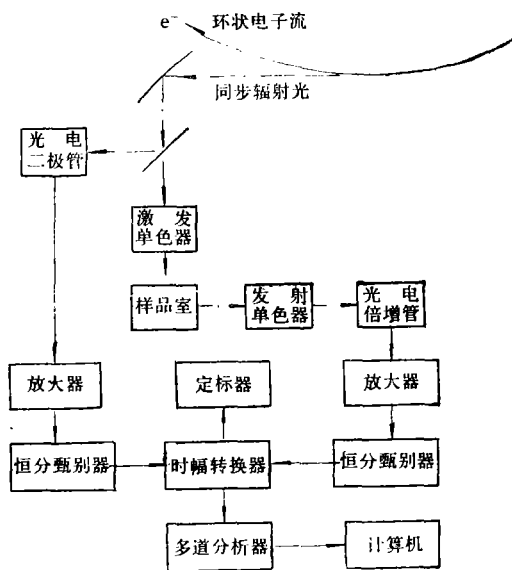 e⁻ 环状电子流
同步辐射光
光电
二极管
激发
单色器
样品室
发射
单色器
光电
倍增管
放大器
定标器
放大器
恒分甄别器
时幅转换器
恒分甄别器
多道分析器
计算机